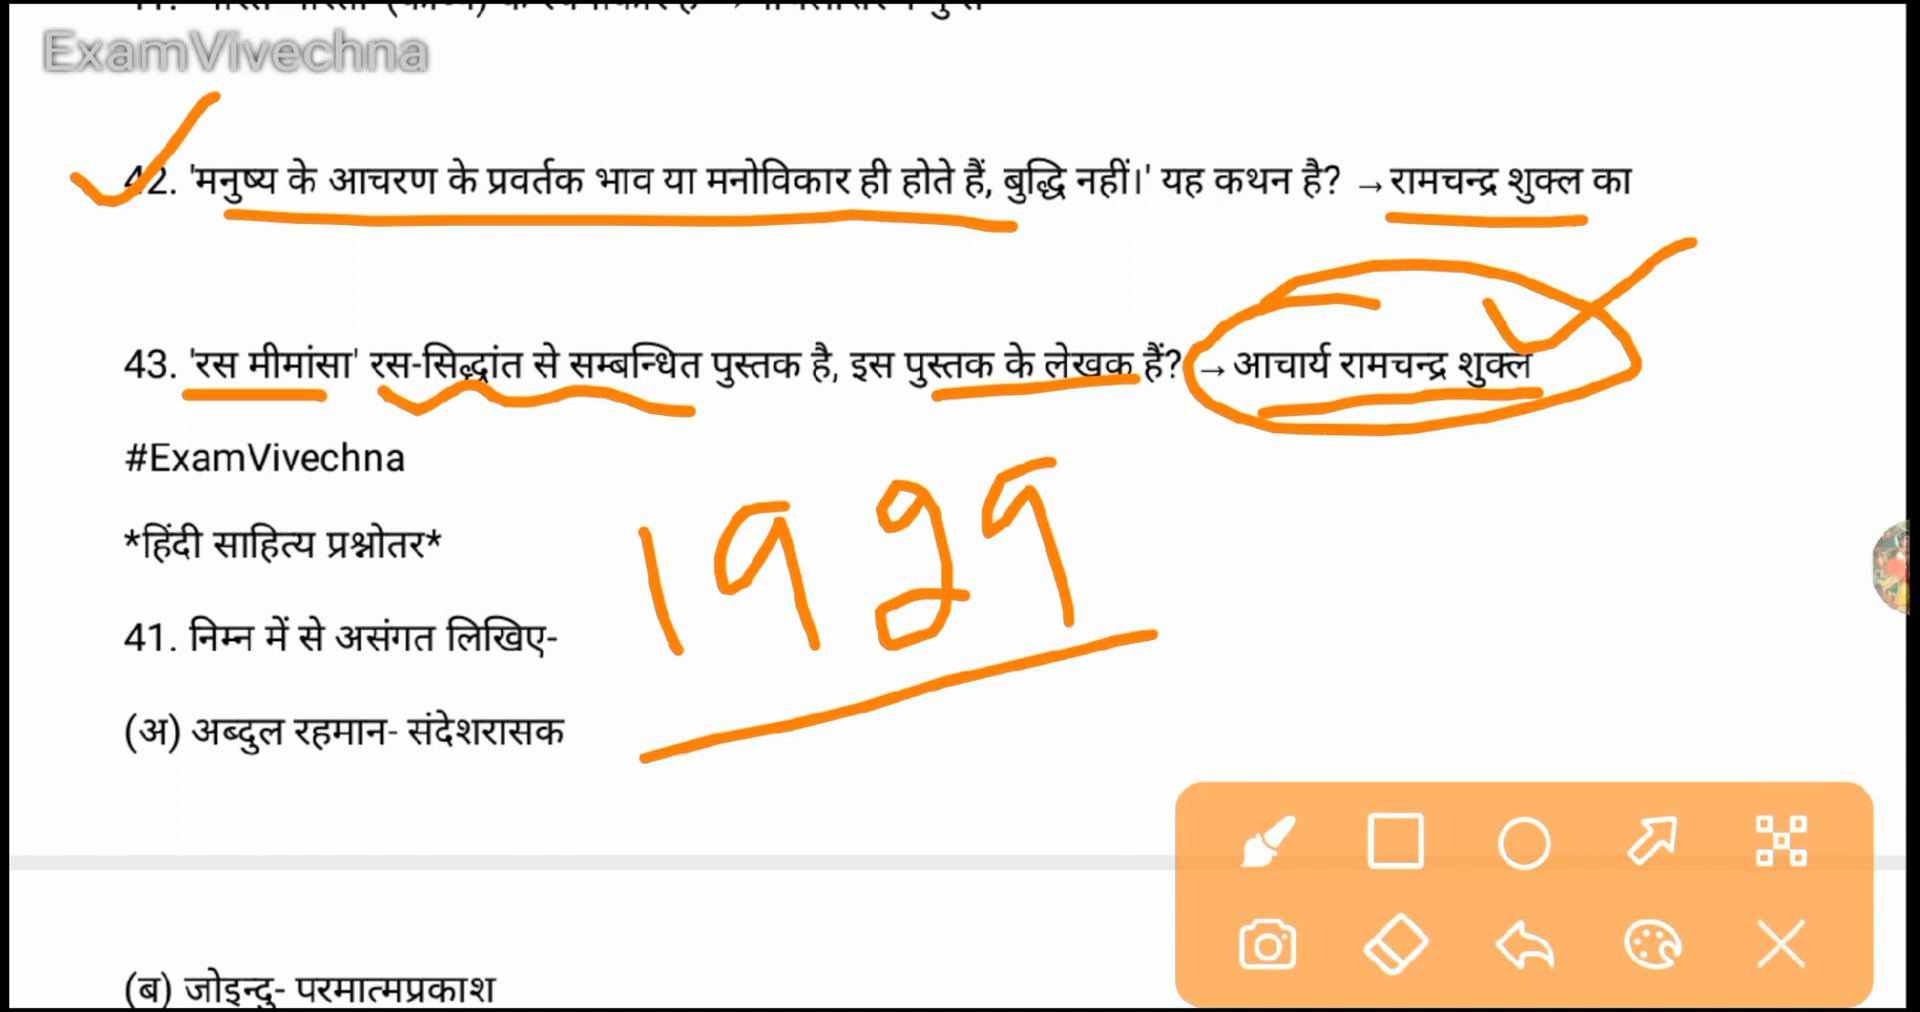 ExamVivechna
42. 'मनुष्य के आचरण के प्रवर्तक भाव या मनोविकार ही होते हैं, बुद्धि नहीं।' यह कथन है? →रामचन्द्र शुक्ल का
43. 'रस मीमांसा' रस-सिद्धांत से सम्बन्धित पुस्तक है, इस पुस्तक के लेखक हैं? →आचार्य रामचन्द्र शुक्ल
#ExamVivechna
*हिंदी साहित्य प्रश्नोतर*
1929
41. निम्न में से असंगत लिखिए-
(अ) अब्दुल रहमान- संदेशरासक
(ब) जोइन्दु- परमात्मप्रकाश